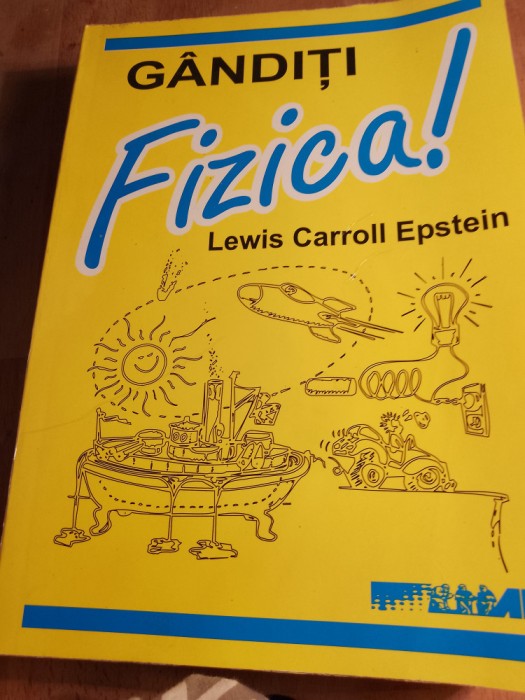 GÂNDIȚI
Fizica!
Lewis Carroll Epstein